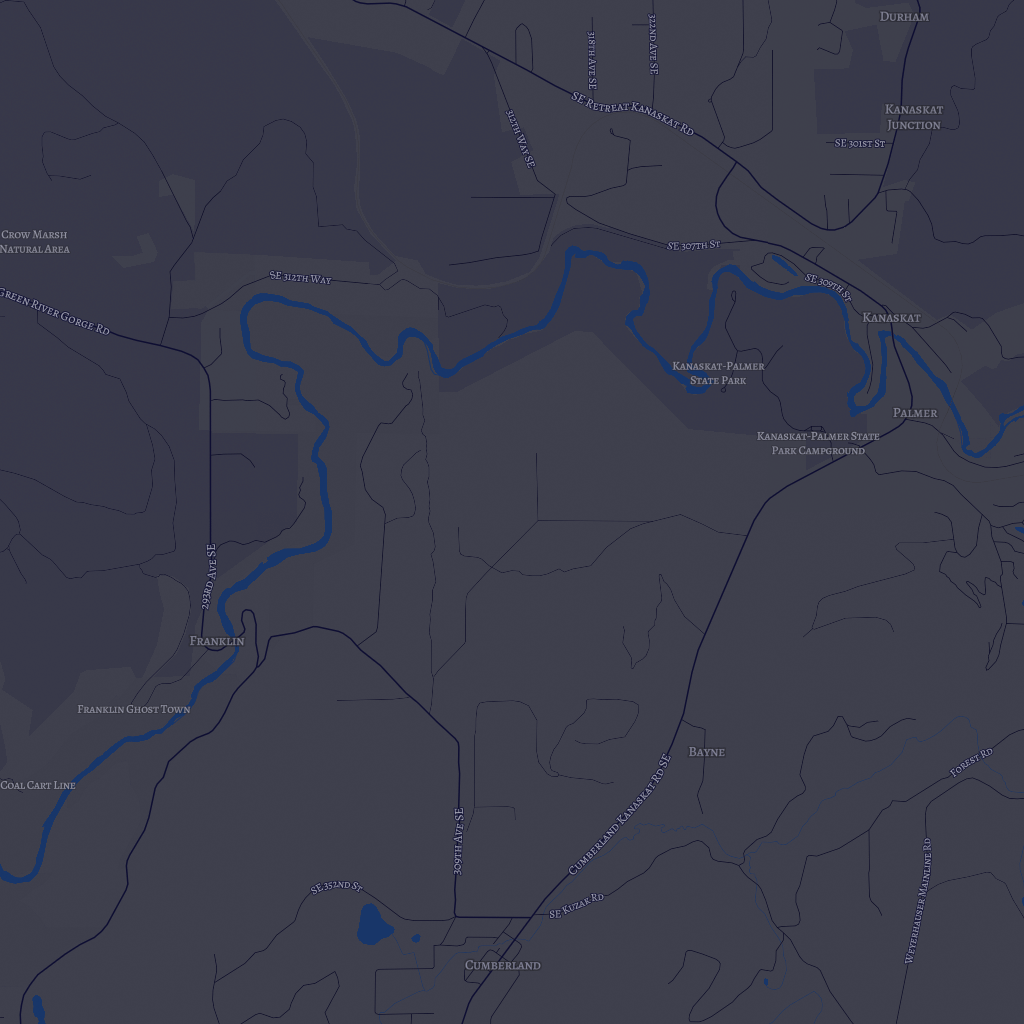 Durham
318th Ave SE
322nd Ave SE
SE Retreat Kanaskat Rd
Kanaskat
Junction
312th Way SE
SE 301st St
Crow Marsh
Natural Area
SE 307th St
SE 312th Way
SE 309th St
Green River Gorge Rd
Kanaskat
Kanaskat-Palmer
State Park
Palmer
Kanaskat-Palmer State
Park Campground
293rd Ave SE
Franklin
Franklin Ghost Town
Bayne
Forest Rd
Coal Cart Line
Cumberland Kanaskat Rd SE
309th Ave SE
Weyerhauser Mainline Rd
SE 352nd St
SE Kuzak Rd
Cumberland